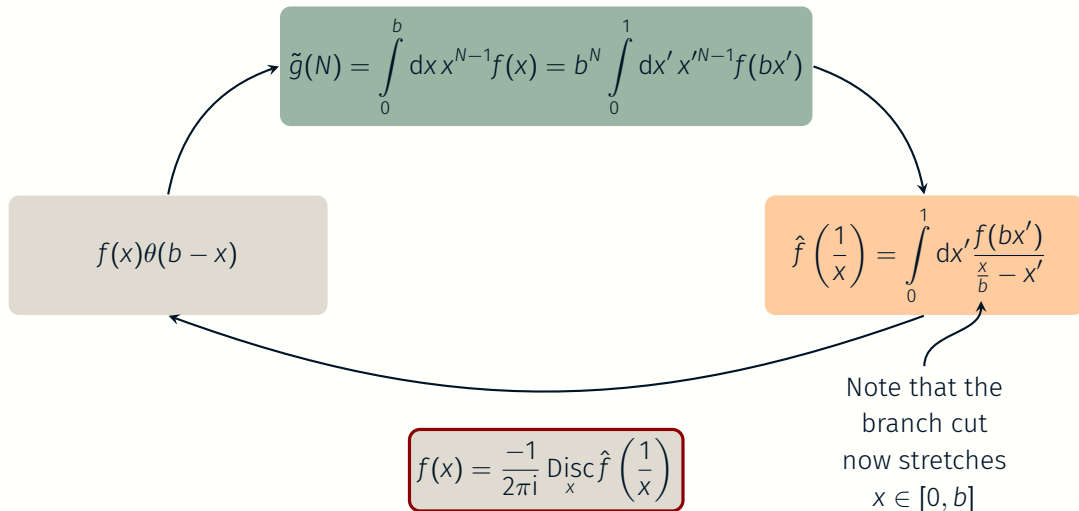 g̃(N) = ∫₀ᵇ dx x^{N−1} f(x) = b^N ∫₀¹ dx′ x′^{N−1} f(bx′)
f(x)θ(b − x)
f̂(1/x) = ∫₀¹ dx′ f(bx′)/(x/b − x′)
Note that the
branch cut
now stretches
x ∈ [0, b]
f(x) = −1/(2πi) Disc_x f̂(1/x)